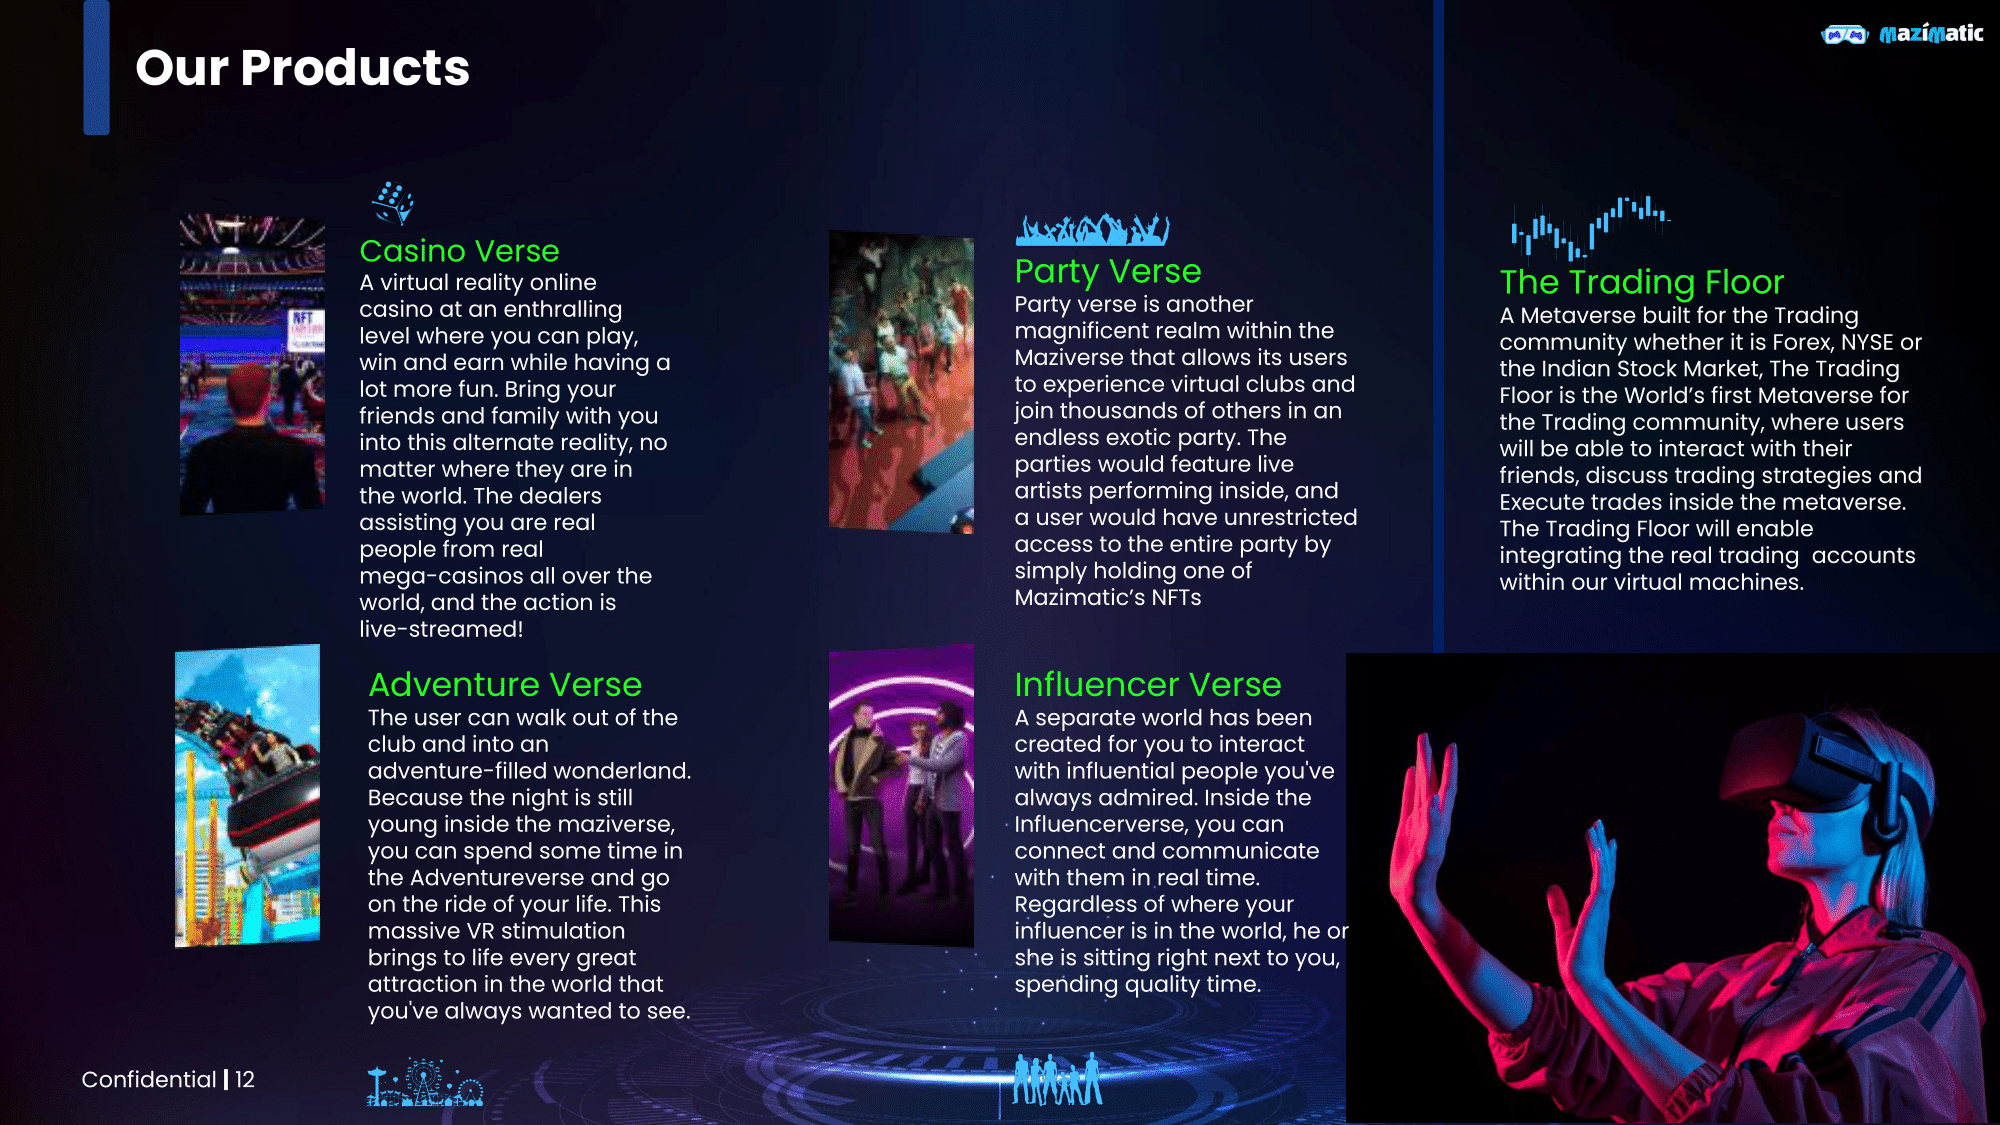 Our Products
MaziMatic
Casino Verse
A virtual reality online
casino at an enthralling
level where you can play,
win and earn while having a
lot more fun. Bring your
friends and family with you
into this alternate reality, no
matter where they are in
the world. The dealers
assisting you are real
people from real
mega-casinos all over the
world, and the action is
live-streamed!
NFT
Party Verse
Party verse is another
magnificent realm within the
Maziverse that allows its users
to experience virtual clubs and
join thousands of others in an
endless exotic party. The
parties would feature live
artists performing inside, and
a user would have unrestricted
access to the entire party by
simply holding one of
Mazimatic’s NFTs
The Trading Floor
A Metaverse built for the Trading
community whether it is Forex, NYSE or
the Indian Stock Market, The Trading
Floor is the World’s first Metaverse for
the Trading community, where users
will be able to interact with their
friends, discuss trading strategies and
Execute trades inside the metaverse.
The Trading Floor will enable
integrating the real trading  accounts
within our virtual machines.
Adventure Verse
The user can walk out of the
club and into an
adventure-filled wonderland.
Because the night is still
young inside the maziverse,
you can spend some time in
the Adventureverse and go
on the ride of your life. This
massive VR stimulation
brings to life every great
attraction in the world that
you've always wanted to see.
Influencer Verse
A separate world has been
created for you to interact
with influential people you've
always admired. Inside the
Influencerverse, you can
connect and communicate
with them in real time.
Regardless of where your
influencer is in the world, he or
she is sitting right next to you,
spending quality time.
Confidential | 12